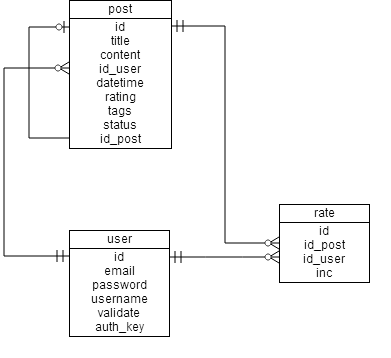 post
id
title
content
id_user
datetime
rating
tags
status
id_post
user
id
email
password
username
validate
auth_key
rate
id
id_post
id_user
inc